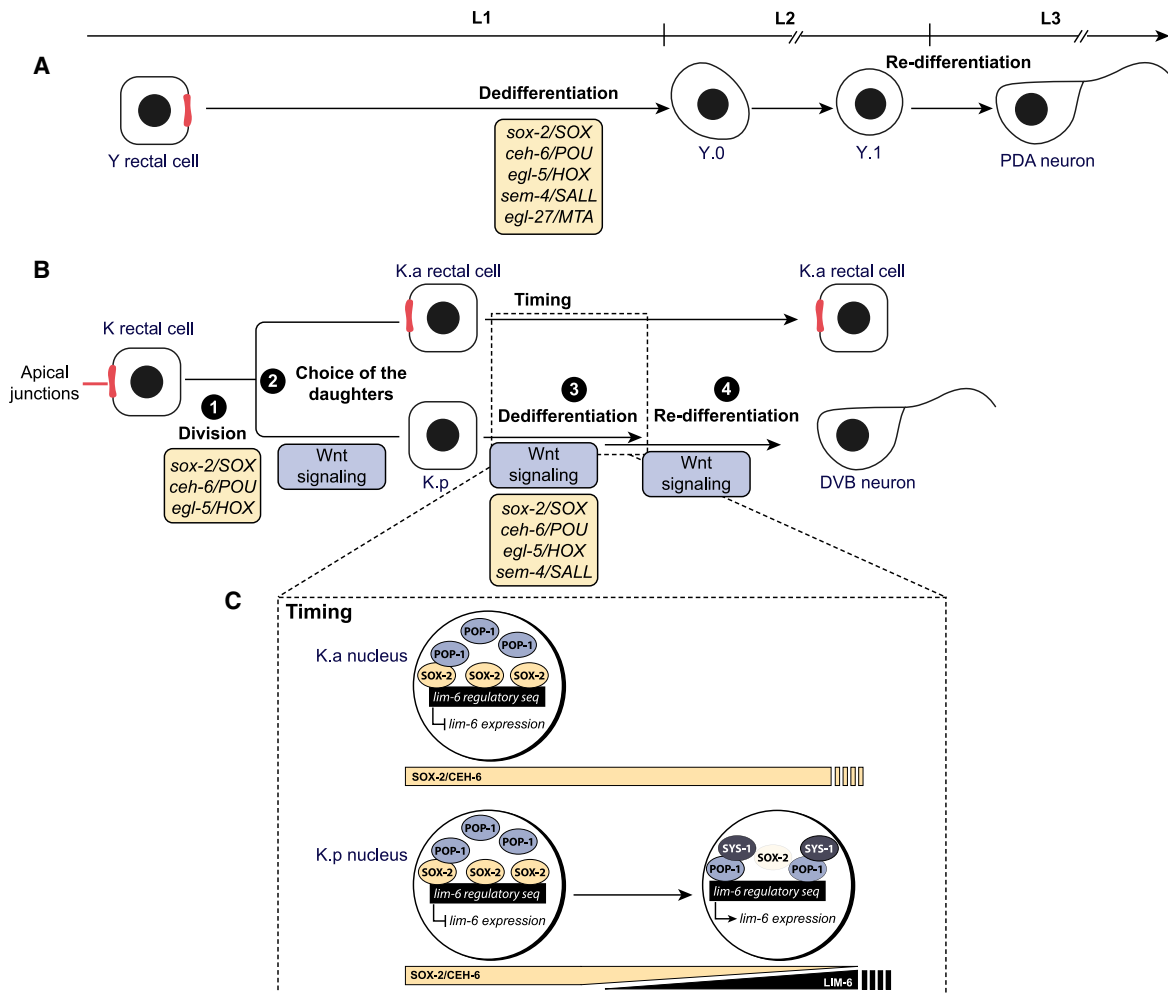 L1
L2
L3
A
Re-differentiation
Dedifferentiation
sox-2/SOX
ceh-6/POU
egl-5/HOX
sem-4/SALL
egl-27/MTA
Y rectal cell
Y.0
Y.1
PDA neuron
B
K.a rectal cell
K.a rectal cell
Timing
K rectal cell
Apical
junctions
2
Choice of the
daughters
1
Division
3
Dedifferentiation
4
Re-differentiation
sox-2/SOX
ceh-6/POU
egl-5/HOX
Wnt
signaling
K.p
Wnt
signaling
Wnt
signaling
DVB neuron
sox-2/SOX
ceh-6/POU
egl-5/HOX
sem-4/SALL
C
Timing
K.a nucleus
POP-1
POP-1
POP-1
SOX-2
SOX-2
SOX-2
lim-6 regulatory seq
lim-6 expression
SOX-2/CEH-6
K.p nucleus
POP-1
POP-1
POP-1
SOX-2
SOX-2
SOX-2
lim-6 regulatory seq
lim-6 expression
SYS-1
SYS-1
SOX-2
POP-1
POP-1
lim-6 regulatory seq
lim-6 expression
SOX-2/CEH-6
LIM-6